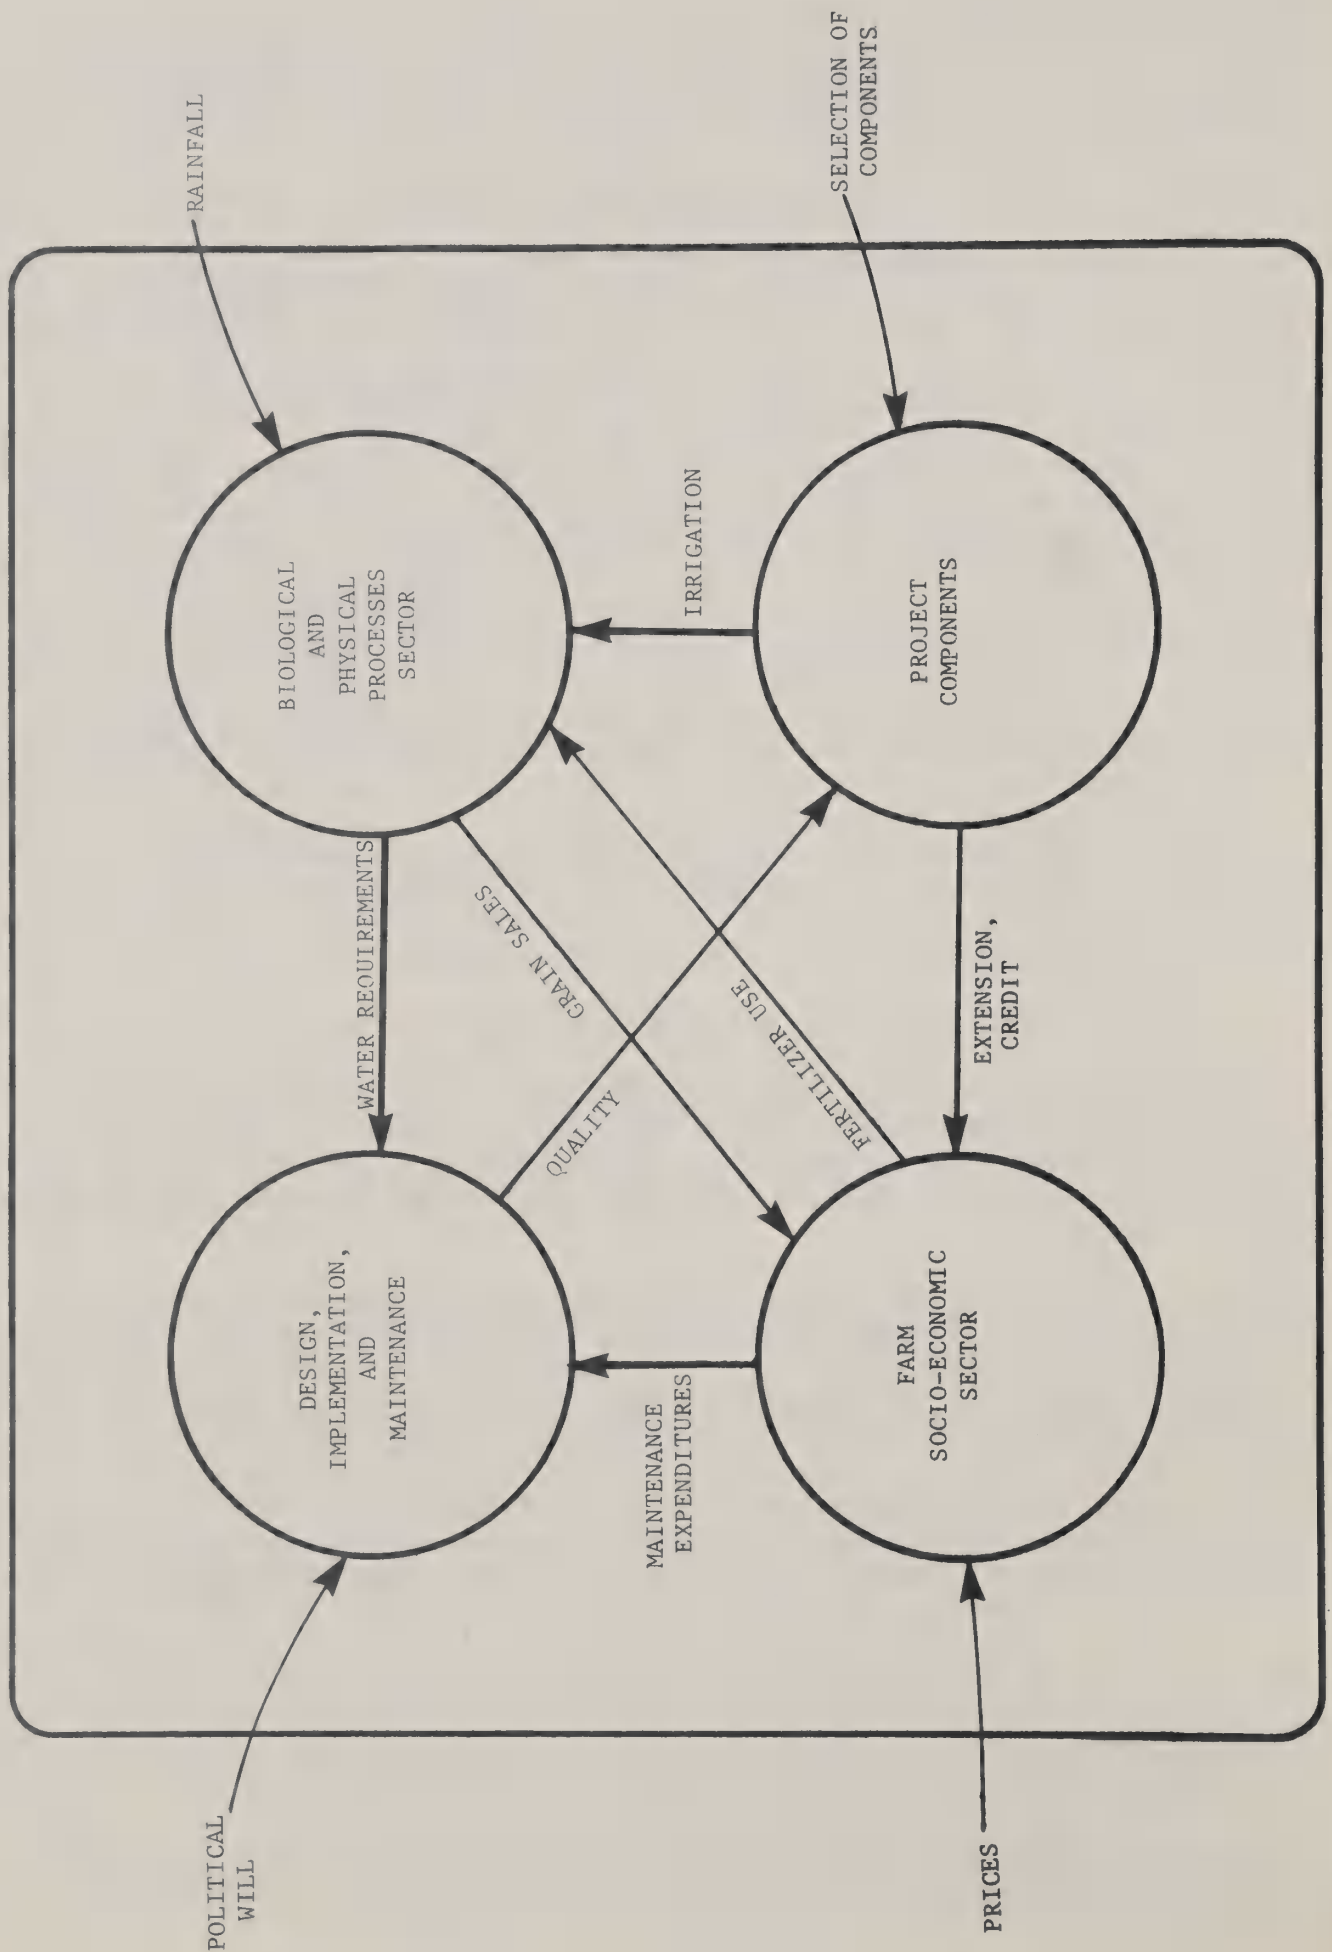 POLITICAL
WILL
RAINFALL
DESIGN,
IMPLEMENTATION,
AND
MAINTENANCE
WATER REQUIREMENTS
BIOLOGICAL
AND
PHYSICAL
PROCESSES
SECTOR
QUALITY
GRAIN SALES
MAINTENANCE
EXPENDITURES
FERTILIZER USE
IRRIGATION
PRICES
FARM
SOCIO-ECONOMIC
SECTOR
EXTENSION,
CREDIT
PROJECT
COMPONENTS
SELECTION OF
COMPONENTS